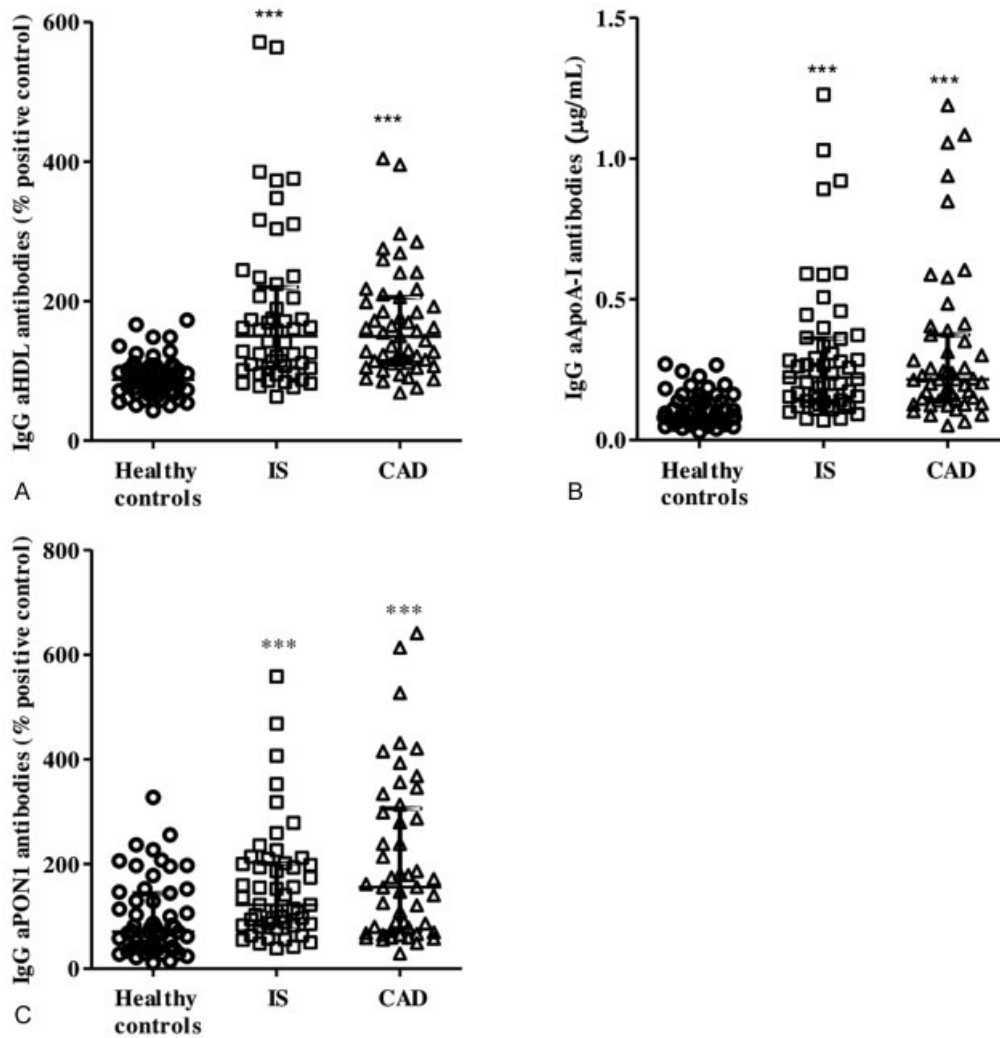 IgG aHDL antibodies (% positive control)
600
400
200
0
***
***
Healthy
controls
IS
CAD
A
IgG aApoA-I antibodies (µg/mL)
1.5
1.0
0.5
0.0
***
***
Healthy
controls
IS
CAD
B
IgG aPON1 antibodies (% positive control)
800
600
400
200
0
***
***
Healthy
controls
IS
CAD
C